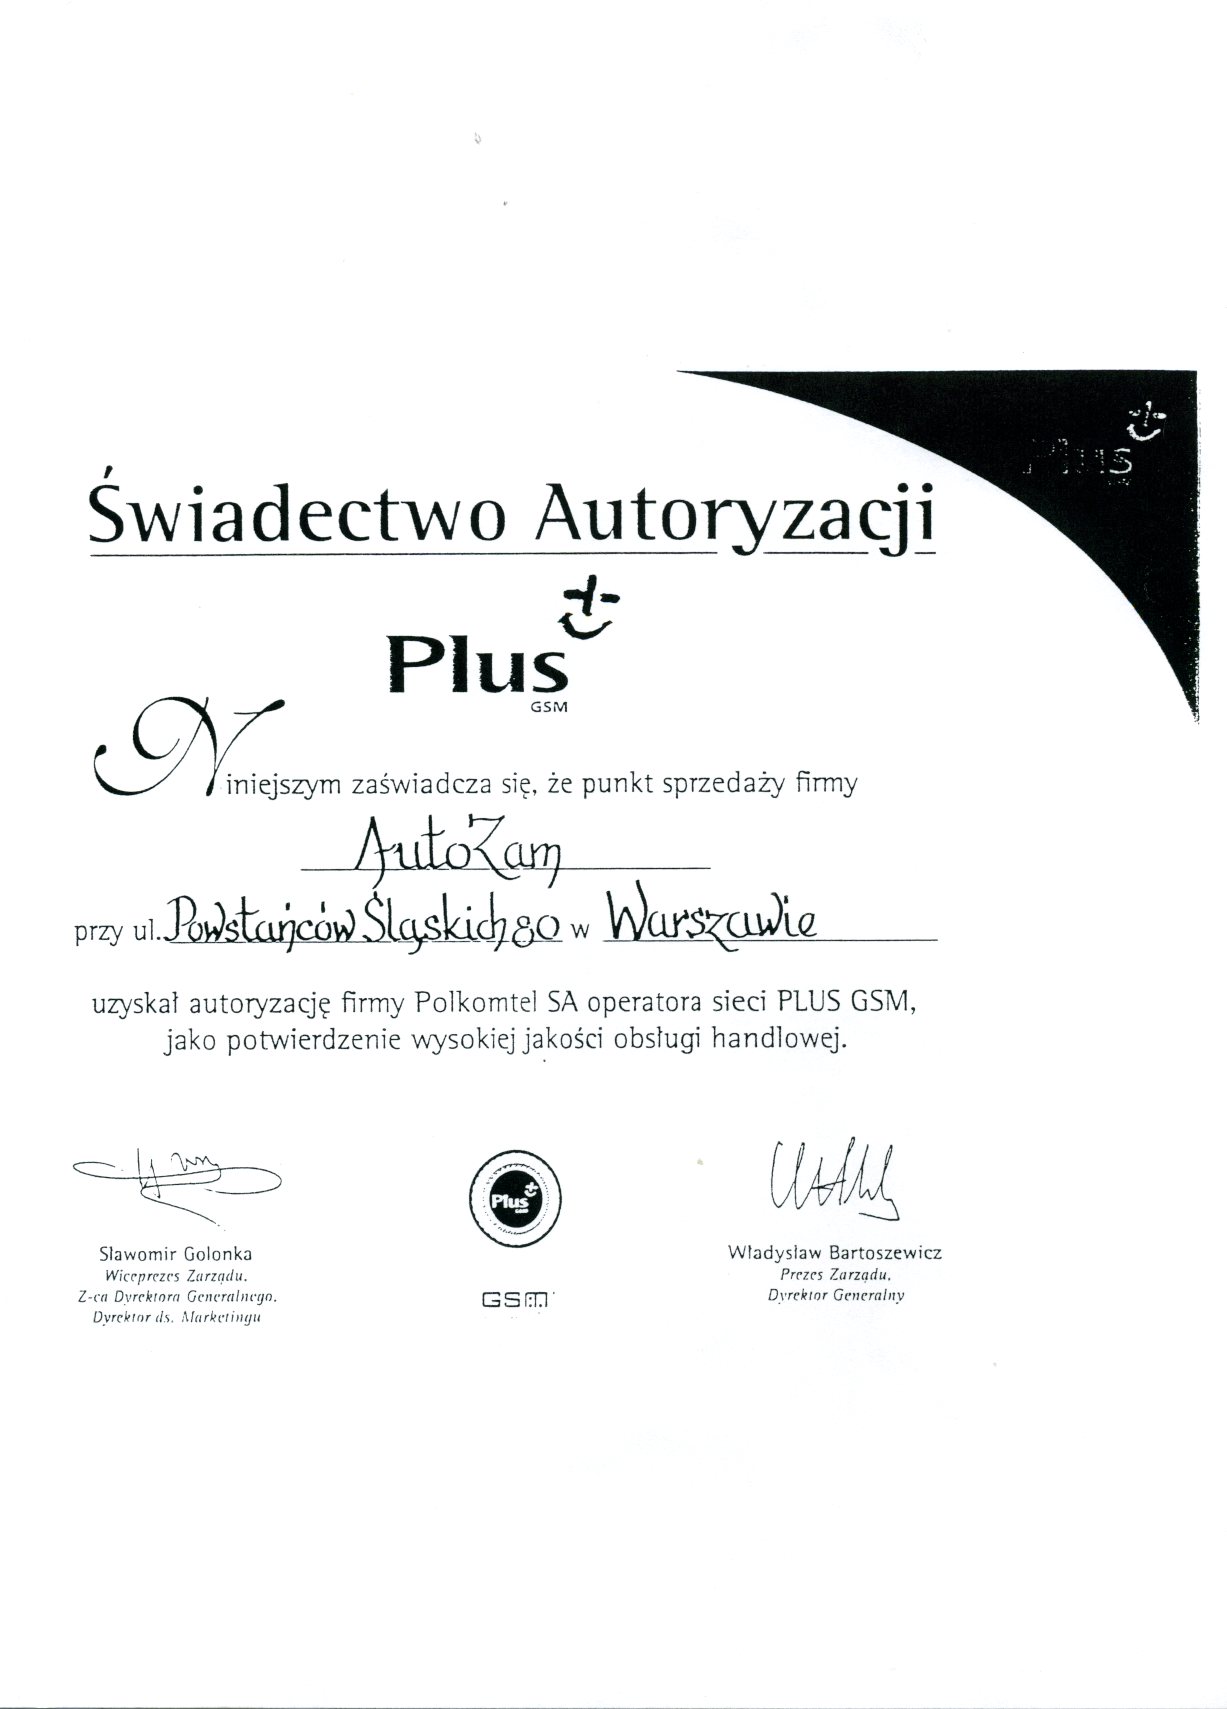 Plus
Świadectwo Autoryzacji
Plus
GSM
Niniejszym zaświadcza się, że punkt sprzedaży firmy
AutoZam
przy ul. Powstańców Śląskich 80 w Warszawie
uzyskał autoryzację firmy Polkomtel SA operatora sieci PLUS GSM,
jako potwierdzenie wysokiej jakości obsługi handlowej.
Plus
GSM
Sławomir Golonka
Wiceprezes Zarządu,
Z-ca Dyrektora Generalnego,
Dyrektor ds. Marketingu
Władysław Bartoszewicz
Prezes Zarządu,
Dyrektor Generalny